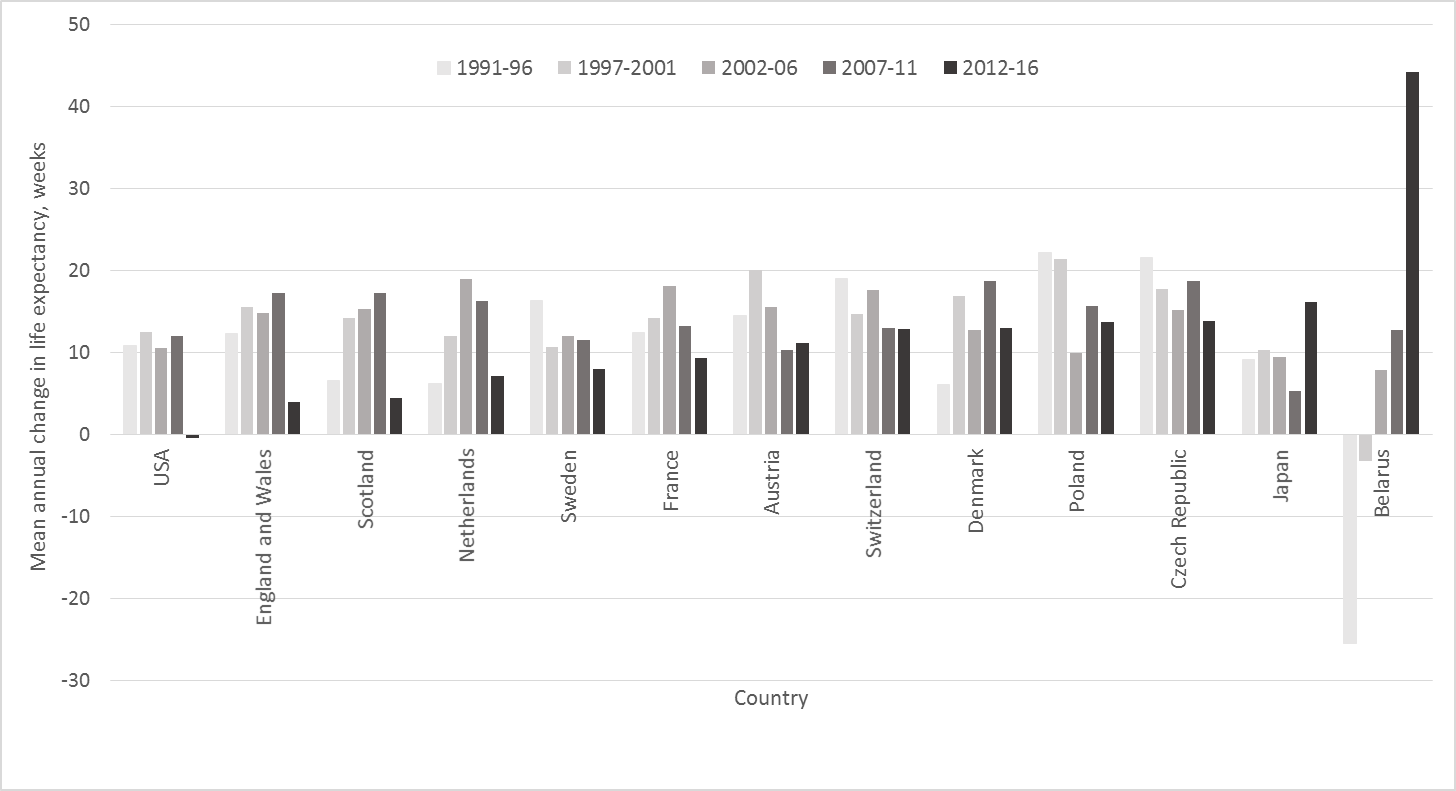 50
1991-96 1997-2001 2002-06 2007-11 2012-16
40
30
20
10
0
-10
-20
-30
Mean annual change in life expectancy, weeks
USA
England and Wales
Scotland
Netherlands
Sweden
France
Austria
Switzerland
Denmark
Poland
Czech Republic
Japan
Belarus
Country